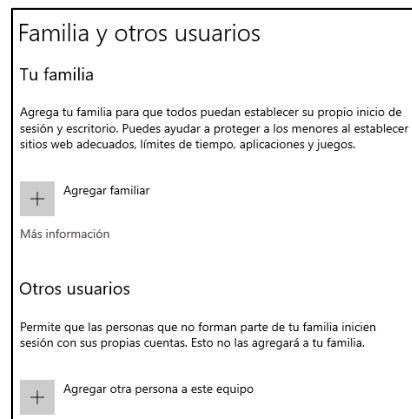 Familia y otros usuarios
Tu familia
Agrega tu familia para que todos puedan establecer su propio inicio de
sesión y escritorio. Puedes ayudar a proteger a los menores al establecer
sitios web adecuados, límites de tiempo, aplicaciones y juegos.
Agregar familiar
Más información
Otros usuarios
Permite que las personas que no forman parte de tu familia inicien
sesión con sus propias cuentas. Esto no las agregará a tu familia.
Agregar otra persona a este equipo